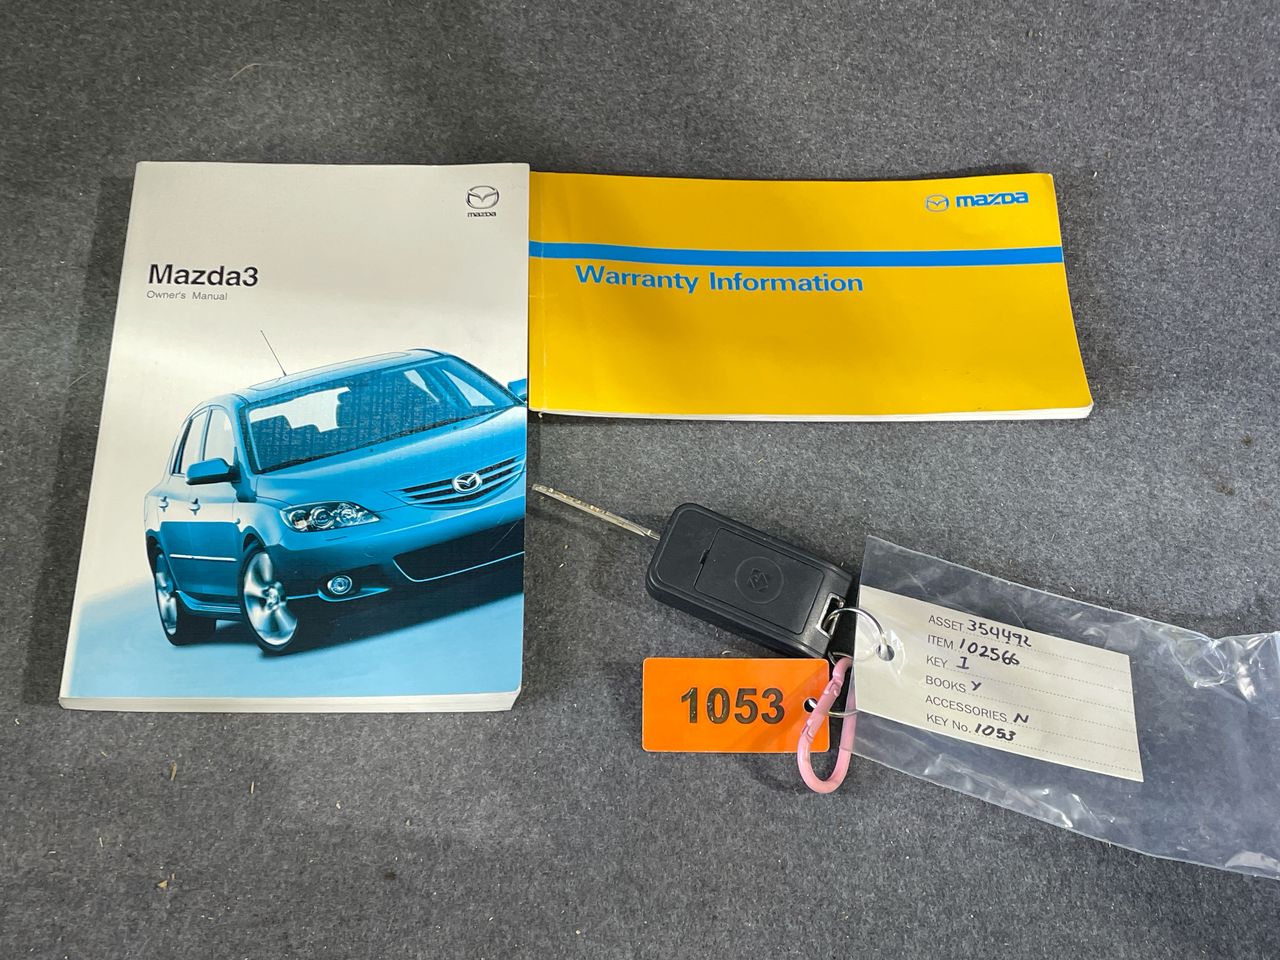 mazda
Mazda3
Owner's Manual
mazda
Warranty Information
1053
ASSET 354492
ITEM 102566
KEY 1
BOOKS Y
ACCESSORIES N
KEY No. 1053